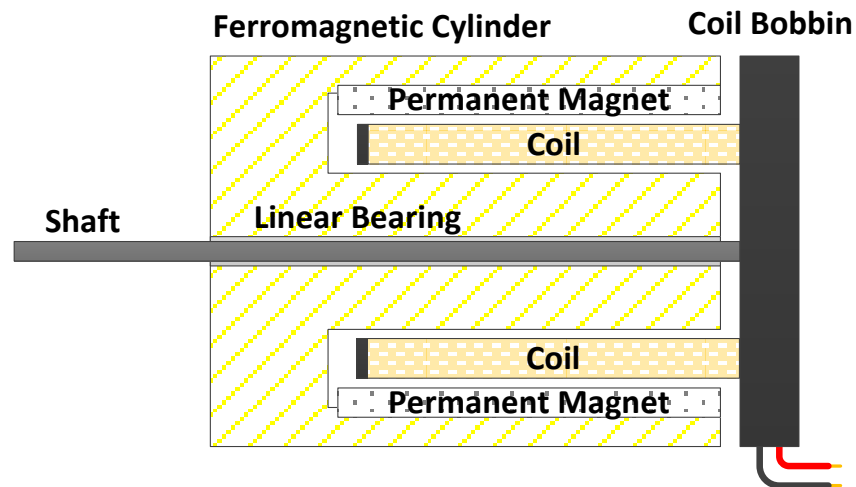 Ferromagnetic Cylinder
Coil Bobbin
Permanent Magnet
Coil
Shaft
Linear Bearing
Coil
Permanent Magnet